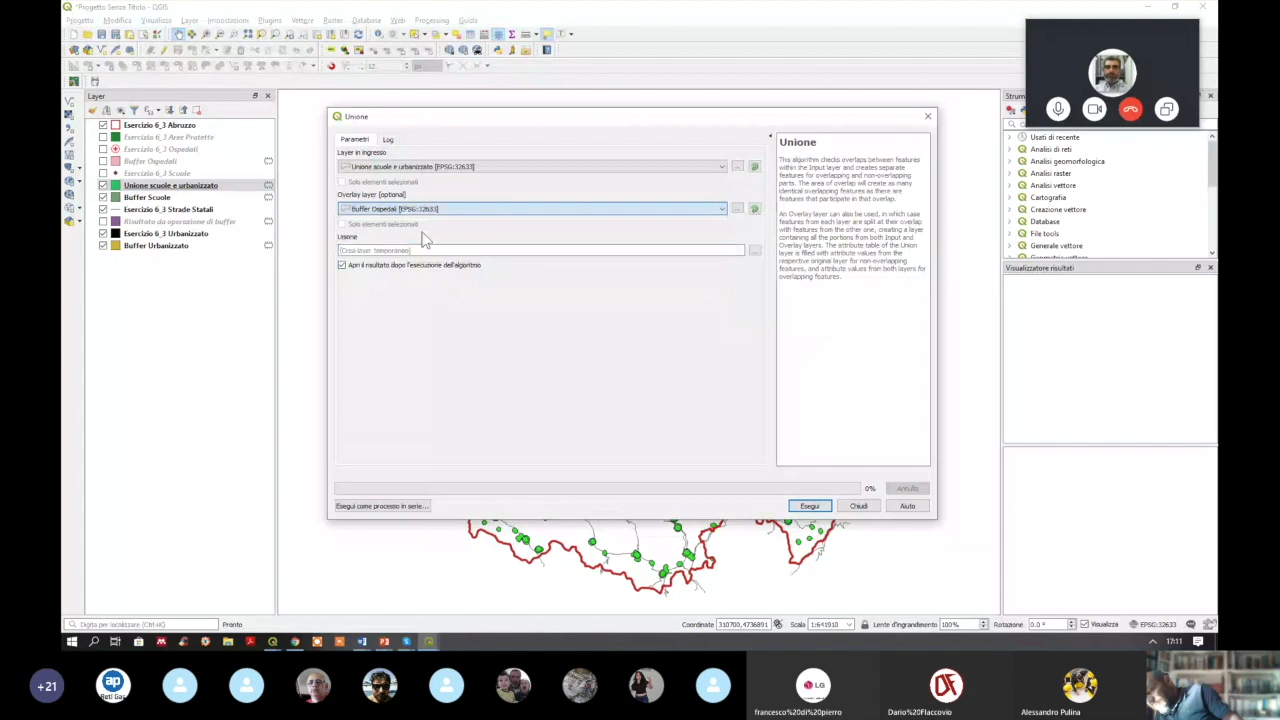 *Progetto Senza Titolo - QGIS
Progetto Modifica Visualizza Layer Impostazioni Plugins Vettore Raster Database Web Processing Guida
Layer
Esercizio 6_3 Abruzzo
Esercizio 6_3 Aree Protette
Esercizio 6_3 Ospedali
Buffer Ospedali
Esercizio 6_3 Scuole
Unione scuole e urbanizzato
Buffer Scuole
Esercizio 6_3 Strade Statali
Risultato da operazione di buffer
Esercizio 6_3 Urbanizzato
Buffer Urbanizzato
Unione
Parametri Log
Layer in ingresso
Unione scuole e urbanizzato [EPSG:32633]
Solo elementi selezionati
Overlay layer [optional]
Buffer Ospedali [EPSG:32633]
Solo elementi selezionati
Unione
[Crea layer temporaneo]
Apri il risultato dopo l'esecuzione dell'algoritmo
0%
Annulla
Esegui come processo in serie...
Esegui
Chiudi
Aiuto
Unione
This algorithm checks overlaps between features
within the Input layer and creates separate
features for overlapping and non-overlapping
parts. The area of overlap will create as many
identical overlapping features as there are
features that participate in that overlap.
An Overlay layer can also be used, in which case
features from each layer are split at their overlap
with features from the other one, creating a layer
containing all the portions from both Input and
Overlay layers. The attribute table of the Union
layer is filled with attribute values from the
respective original layer for non-overlapping
features, and attribute values from both layers for
overlapping features.
Strum
Usati di recente
Analisi di reti
Analisi geomorfologica
Analisi raster
Analisi vettore
Cartografia
Creazione vettore
Database
File tools
Generale vettore
Geometria vettore
Visualizzatore risultati
Digita per localizzare (Ctrl+K)
Pronto
Coordinate 310700,4736891
Scala 1:641910
Lente d'ingrandimento 100%
Rotazione 0.0 °
Visualizza
EPSG:32633
17:11
+21
ap
Reti Gas
LG
francesco%20di%20pierro
DF
Dario%20Flaccovio
Alessandro Pulina